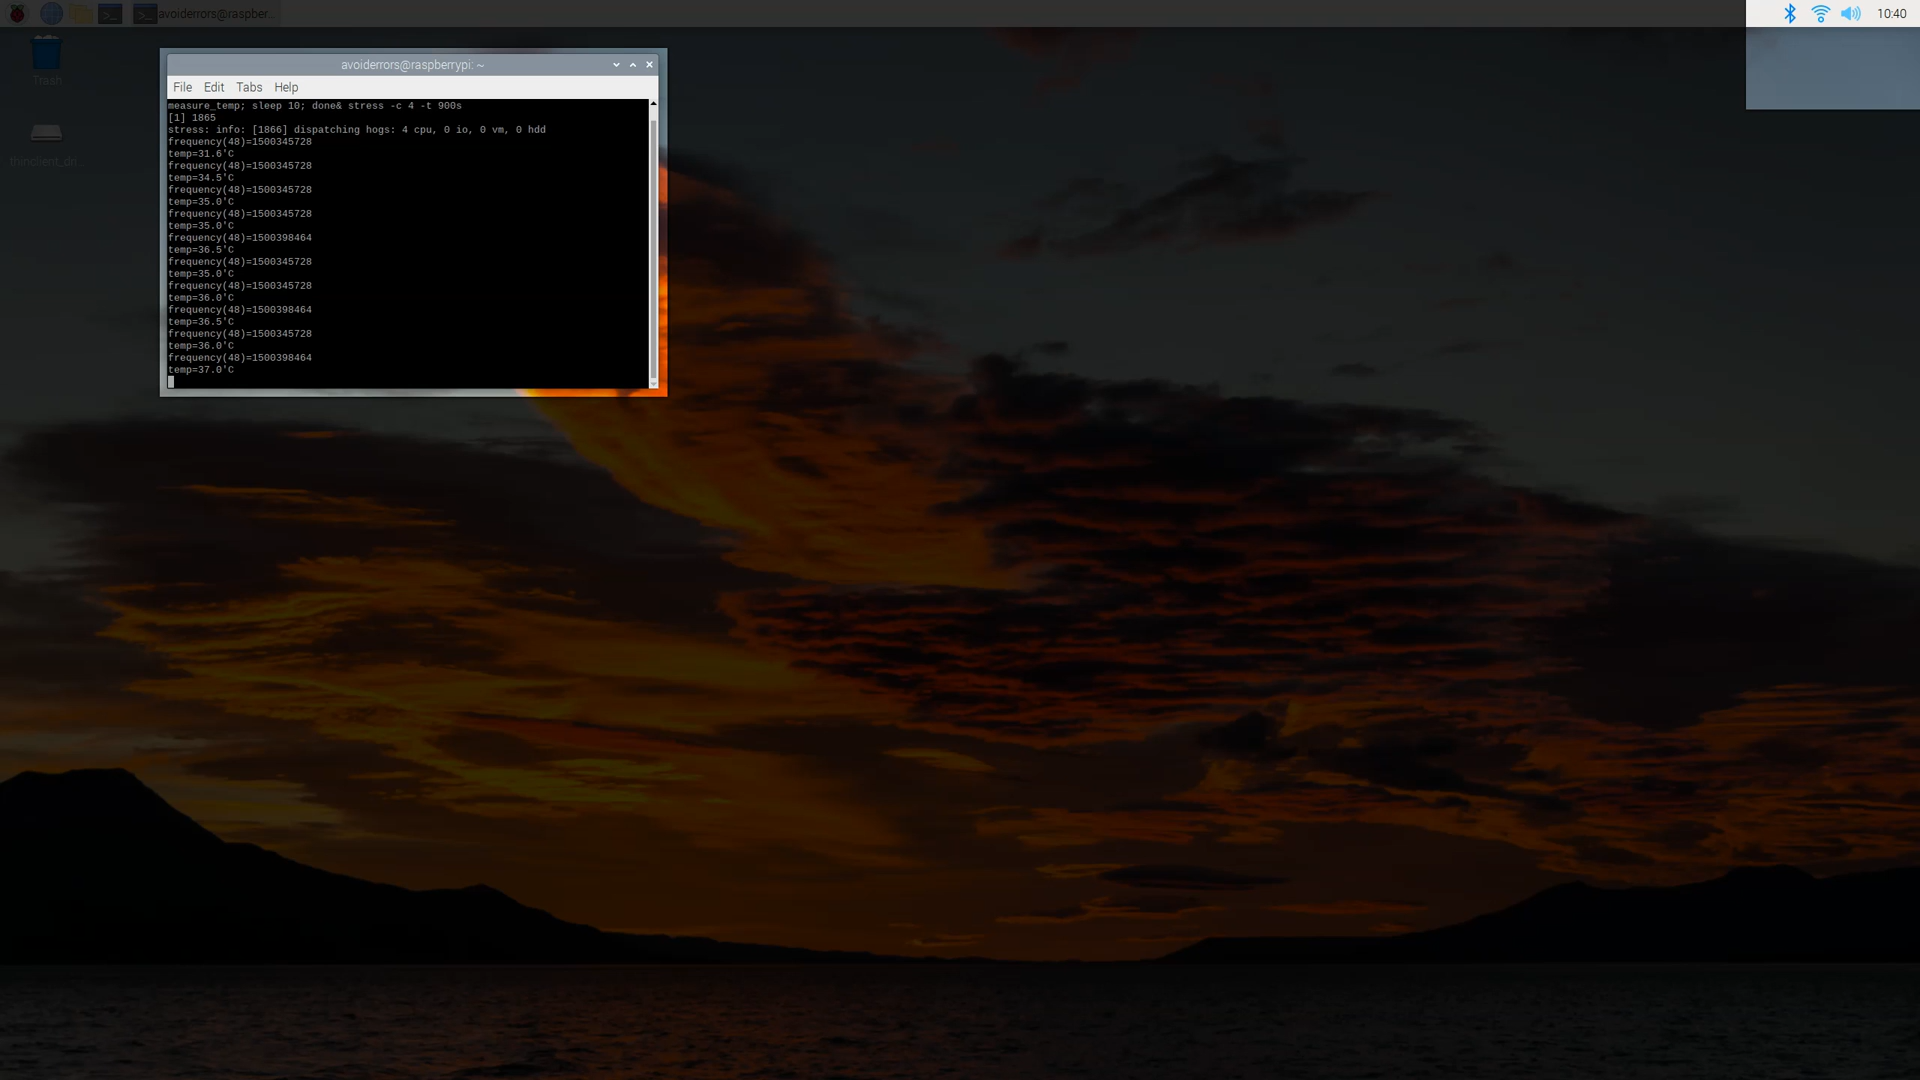 avoiderrors@raspber...
10:40
Trash
thinclient_dri...
avoiderrors@raspberrypi: ~
File Edit Tabs Help
measure_temp; sleep 10; done& stress -c 4 -t 900s
[1] 1865
stress: info: [1866] dispatching hogs: 4 cpu, 0 io, 0 vm, 0 hdd
frequency(48)=1500345728
temp=31.6'C
frequency(48)=1500345728
temp=34.5'C
frequency(48)=1500345728
temp=35.0'C
frequency(48)=1500345728
temp=35.0'C
frequency(48)=1500398464
temp=36.5'C
frequency(48)=1500345728
temp=35.0'C
frequency(48)=1500345728
temp=36.0'C
frequency(48)=1500398464
temp=36.5'C
frequency(48)=1500345728
temp=36.0'C
frequency(48)=1500398464
temp=37.0'C